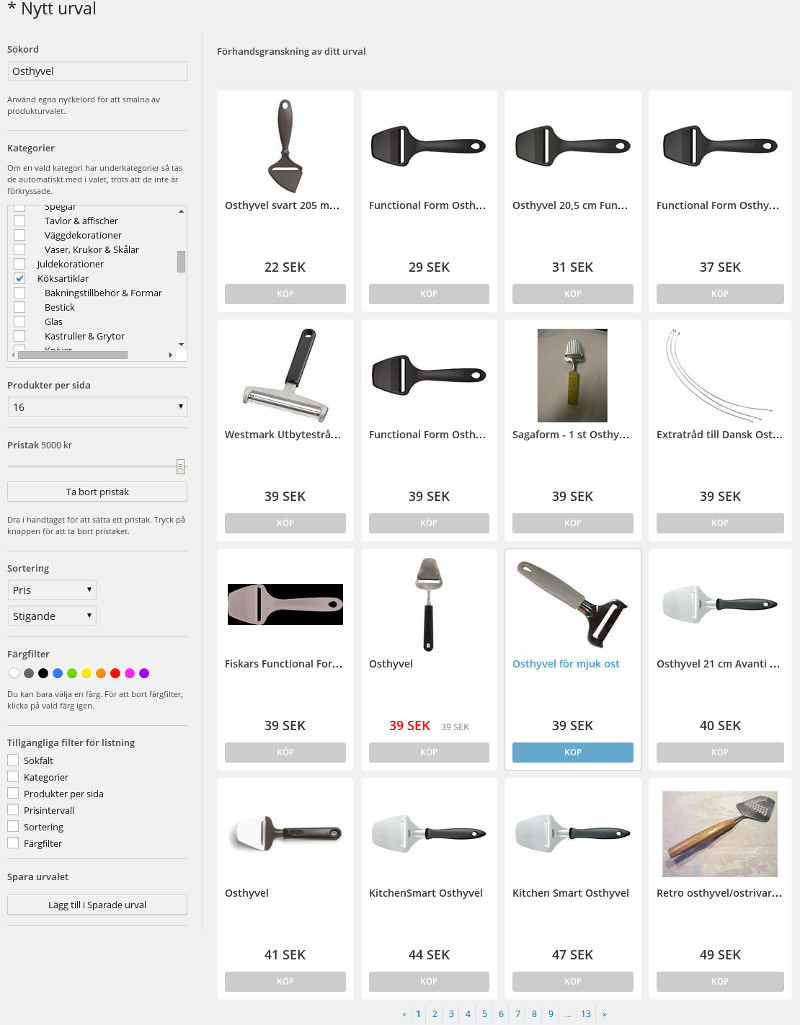 * Nytt urval
Sökord
Osthyvel
Använd egna nyckelord för att smalna av
produkturvalet.
Kategorier
Om en vald kategori har underkategorier så tas
de automatiskt med i valet, trots att de inte är
förkryssade.
Speglar
Tavlor & affischer
Väggdekorationer
Vaser, Krukor & Skålar
Juldekorationer
Köksartiklar
Bakningstillbehör & Formar
Bestick
Glas
Kastruller & Grytor
Knivar
Produkter per sida
16
Pristak 5000 kr
Ta bort pristak
Dra i handtaget för att sätta ett pristak. Tryck på
knappen för att ta bort pristaket.
Sortering
Pris
Stigande
Färgfilter
Du kan bara välja en färg. För att bort färgfilter,
klicka på vald färg igen.
Tillgängliga filter för listning
Sökfält
Kategorier
Produkter per sida
Prisintervall
Sortering
Färgfilter
Spara urvalet
Lägg till i Sparade urval
Förhandsgranskning av ditt urval
Osthyvel svart 205 m...
22 SEK
KÖP
Functional Form Osth...
29 SEK
KÖP
Osthyvel 20,5 cm Fun...
31 SEK
KÖP
Functional Form Osthy...
37 SEK
KÖP
Westmark Utbytestrå...
39 SEK
KÖP
Functional Form Osth...
39 SEK
KÖP
Sagaform - 1 st Osthy...
39 SEK
KÖP
Extratråd till Dansk Ost...
39 SEK
KÖP
Fiskars Functional For...
39 SEK
KÖP
Osthyvel
39 SEK 39 SEK
KÖP
Osthyvel för mjuk ost
39 SEK
KÖP
Osthyvel 21 cm Avanti ...
40 SEK
KÖP
Osthyvel
41 SEK
KÖP
KitchenSmart Osthyvel
44 SEK
KÖP
Kitchen Smart Osthyvel
47 SEK
KÖP
Retro osthyvel/ostrivar...
49 SEK
KÖP
« 1 2 3 4 5 6 7 8 9 ... 13 »